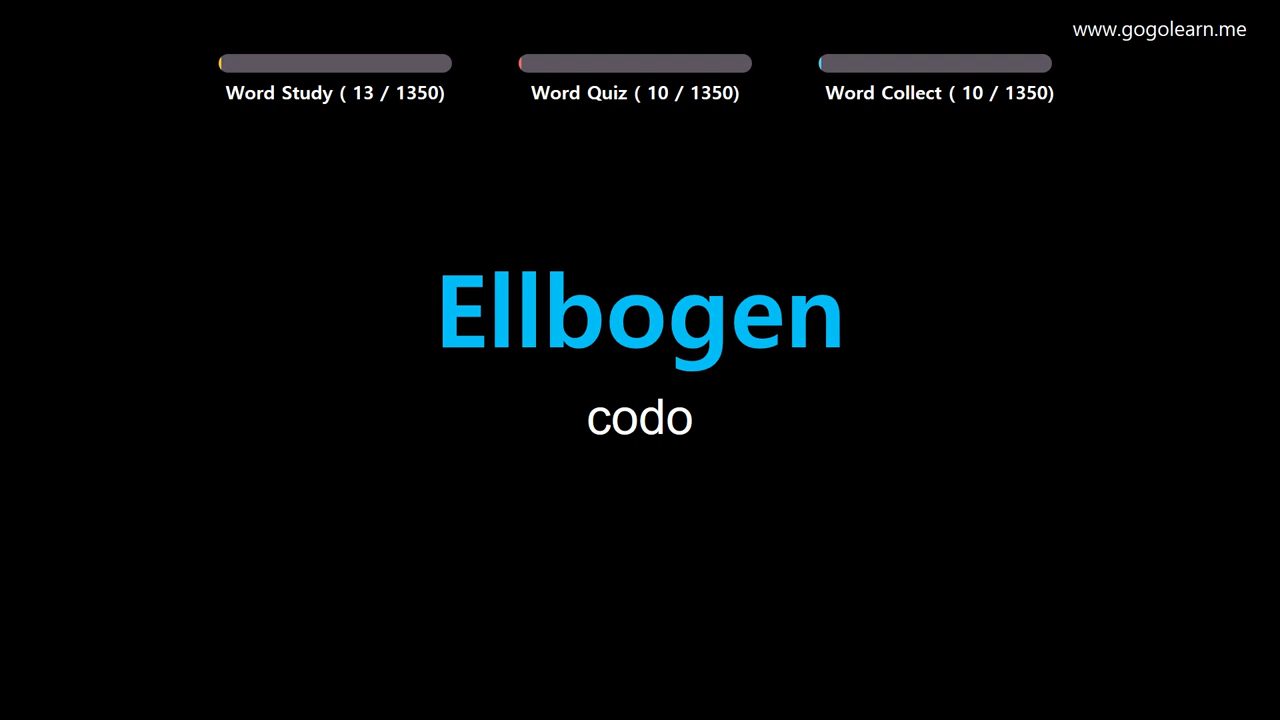 www.gogolearn.me
Word Study ( 13 / 1350)
Word Quiz ( 10 / 1350)
Word Collect ( 10 / 1350)
Ellbogen
codo